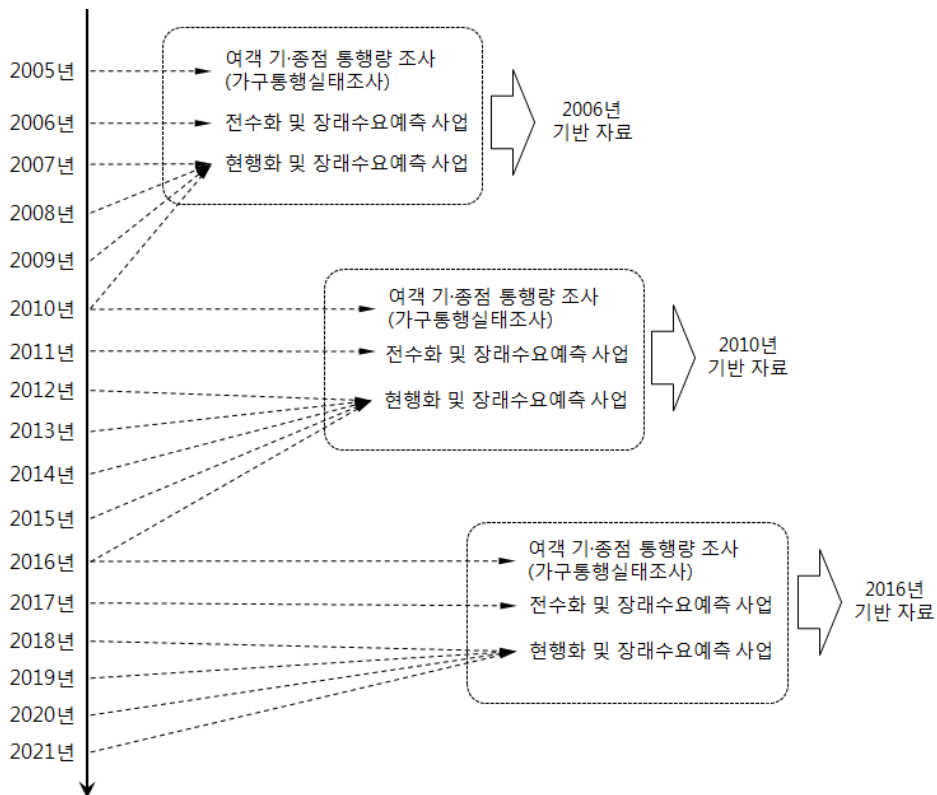 2005년
2006년
2007년
2008년
2009년
2010년
2011년
2012년
2013년
2014년
2015년
2016년
2017년
2018년
2019년
2020년
2021년
여객 기·종점 통행량 조사
(가구통행실태조사)
전수화 및 장래수요예측 사업
현행화 및 장래수요예측 사업
2006년
기반 자료
여객 기·종점 통행량 조사
(가구통행실태조사)
전수화 및 장래수요예측 사업
현행화 및 장래수요예측 사업
2010년
기반 자료
여객 기·종점 통행량 조사
(가구통행실태조사)
전수화 및 장래수요예측 사업
현행화 및 장래수요예측 사업
2016년
기반 자료